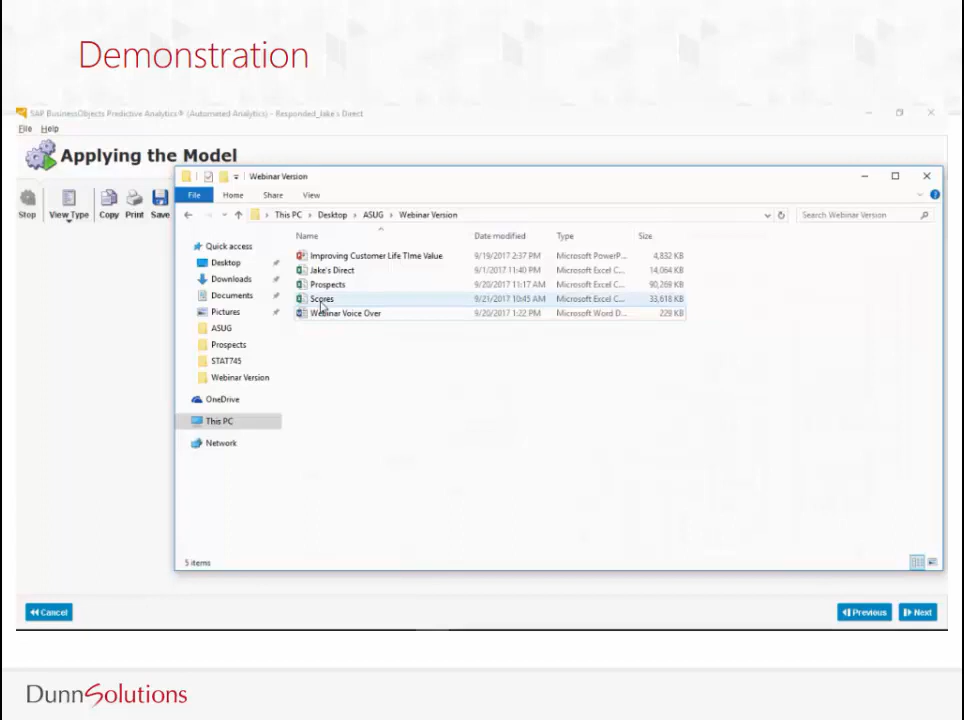 Demonstration
SAP BusinessObjects Predictive Analytics® (Automated Analytics) - Responded_Jake's Direct
File Help
Applying the Model
Stop View Type Copy Print Save
Webinar Version
File Home Share View
This PC > Desktop > ASUG > Webinar Version
Search Webinar Version
Name Date modified Type Size
Quick access
Desktop
Downloads
Documents
Pictures
ASUG
Prospects
STAT745
Webinar Version
OneDrive
This PC
Network
Improving Customer Life TIme Value 9/19/2017 2:37 PM Microsoft PowerP... 4,832 KB
Jake's Direct 9/1/2017 11:40 PM Microsoft Excel C... 14,064 KB
Prospects 9/20/2017 11:17 AM Microsoft Excel C... 90,269 KB
Scores 9/21/2017 10:45 AM Microsoft Excel C... 33,618 KB
Webinar Voice Over 9/20/2017 1:22 PM Microsoft Word D... 229 KB
5 items
Cancel
Previous Next
DunnSolutions